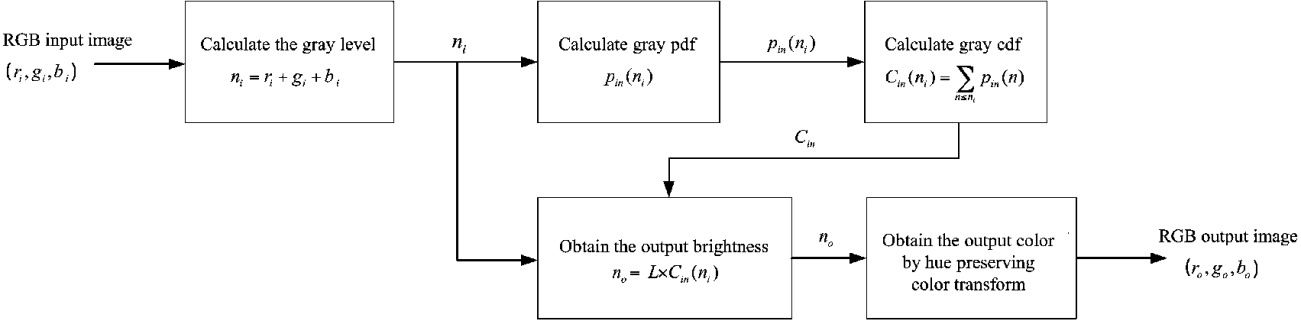 RGB input image
(r_i, g_i, b_i)
Calculate the gray level
n_i = r_i + g_i + b_i
n_i
Calculate gray pdf
p_in(n_i)
p_in(n_i)
Calculate gray cdf
C_in(n_i) = ∑_{n≤n_i} p_in(n)
C_in
Obtain the output brightness
n_o = L×C_in(n_i)
n_o
Obtain the output color
by hue preserving
color transform
RGB output image
(r_o, g_o, b_o)